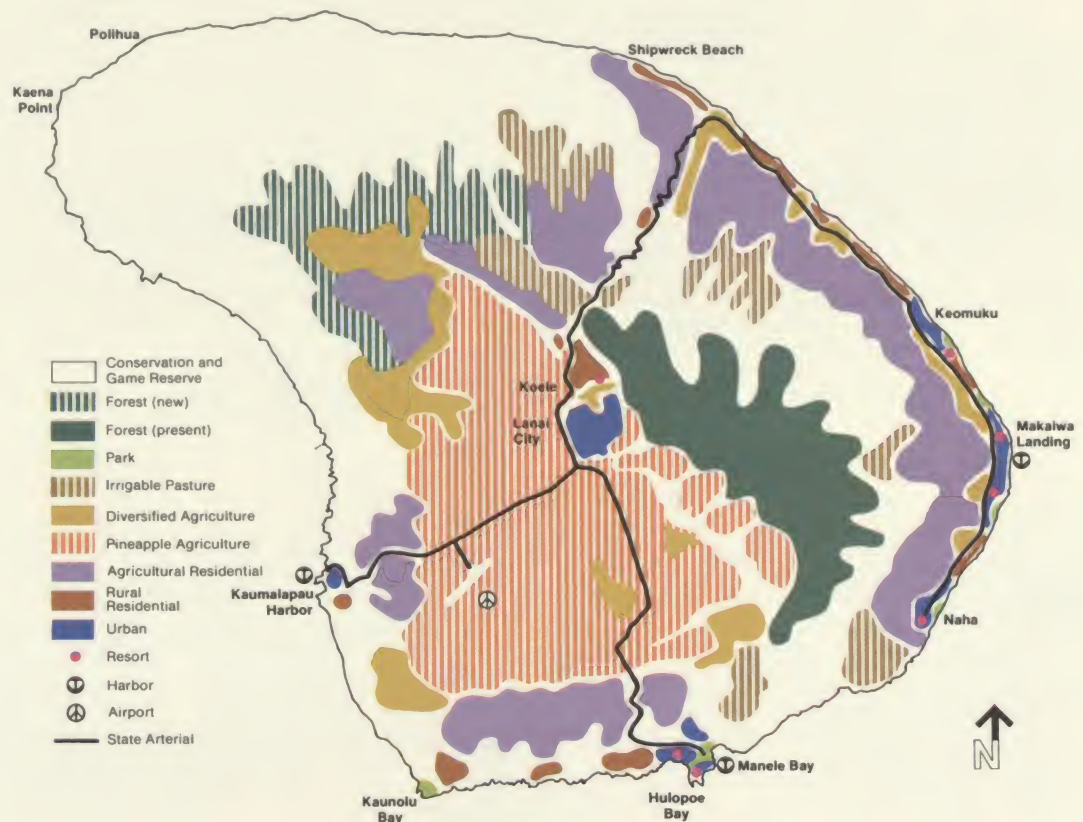 Polihua
Shipwreck Beach
Kaena
Point
Keomuku
Conservation and
Game Reserve
Forest (new)
Forest (present)
Park
Irrigable Pasture
Diversified Agriculture
Pineapple Agriculture
Agricultural Residential
Rural
Residential
Urban
Resort
Harbor
Airport
State Arterial
Koele
Lanai
City
Makaiwa
Landing
Kaumalapau
Harbor
Naha
N
Manele Bay
Kaunolu
Bay
Hulopoe
Bay